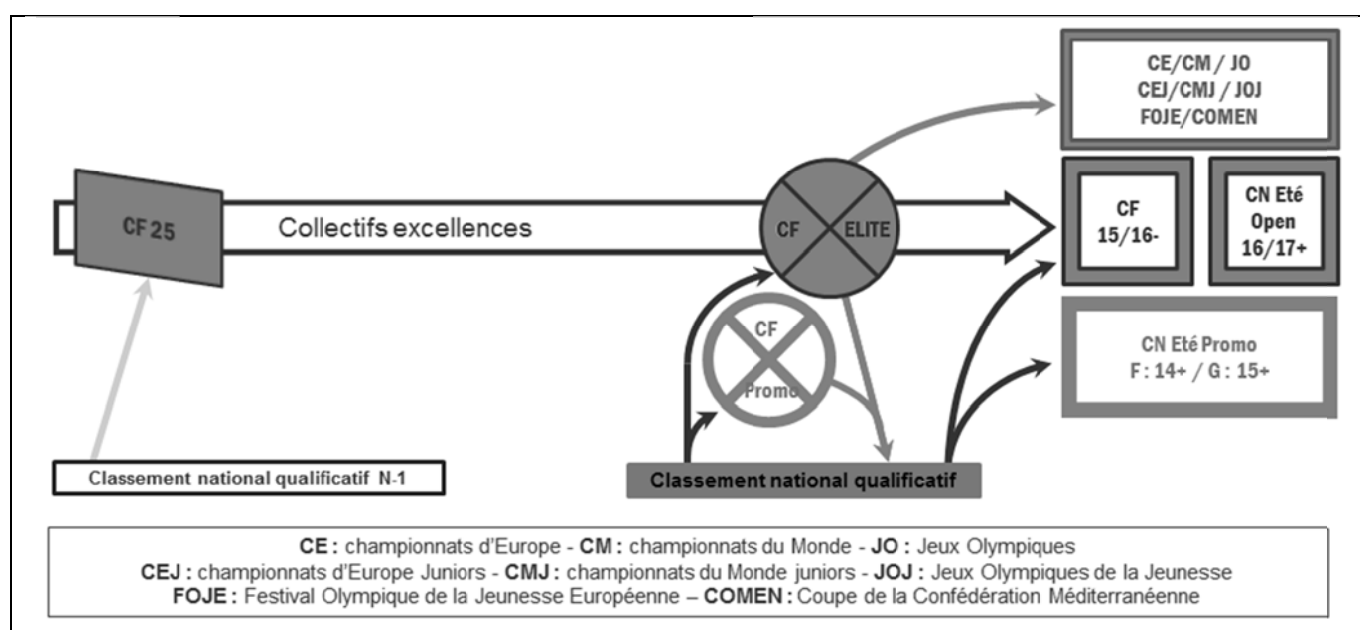 CE/CM / JO
CEJ/CMJ / JOJ
FOJE/COMEN
CF 25
Collectifs excellences
CF
ELITE
CF
15/16-
CN Eté
Open
16/17+
CF
Promo
CN Eté Promo
F : 14+ / G : 15+
Classement national qualificatif N-1
Classement national qualificatif
CE : championnats d'Europe - CM : championnats du Monde - JO : Jeux Olympiques
CEJ : championnats d'Europe Juniors - CMJ : championnats du Monde juniors - JOJ : Jeux Olympiques de la Jeunesse
FOJE : Festival Olympique de la Jeunesse Européenne – COMEN : Coupe de la Confédération Méditerranéenne